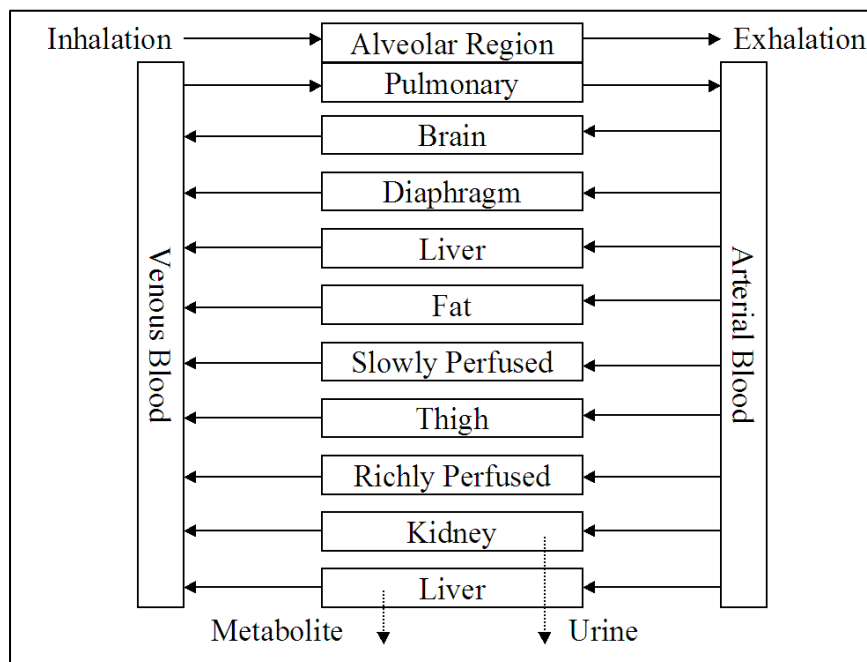 Inhalation
Alveolar Region
Exhalation
Pulmonary
Brain
Diaphragm
Liver
Fat
Slowly Perfused
Thigh
Richly Perfused
Kidney
Liver
Venous Blood
Arterial Blood
Metabolite
Urine